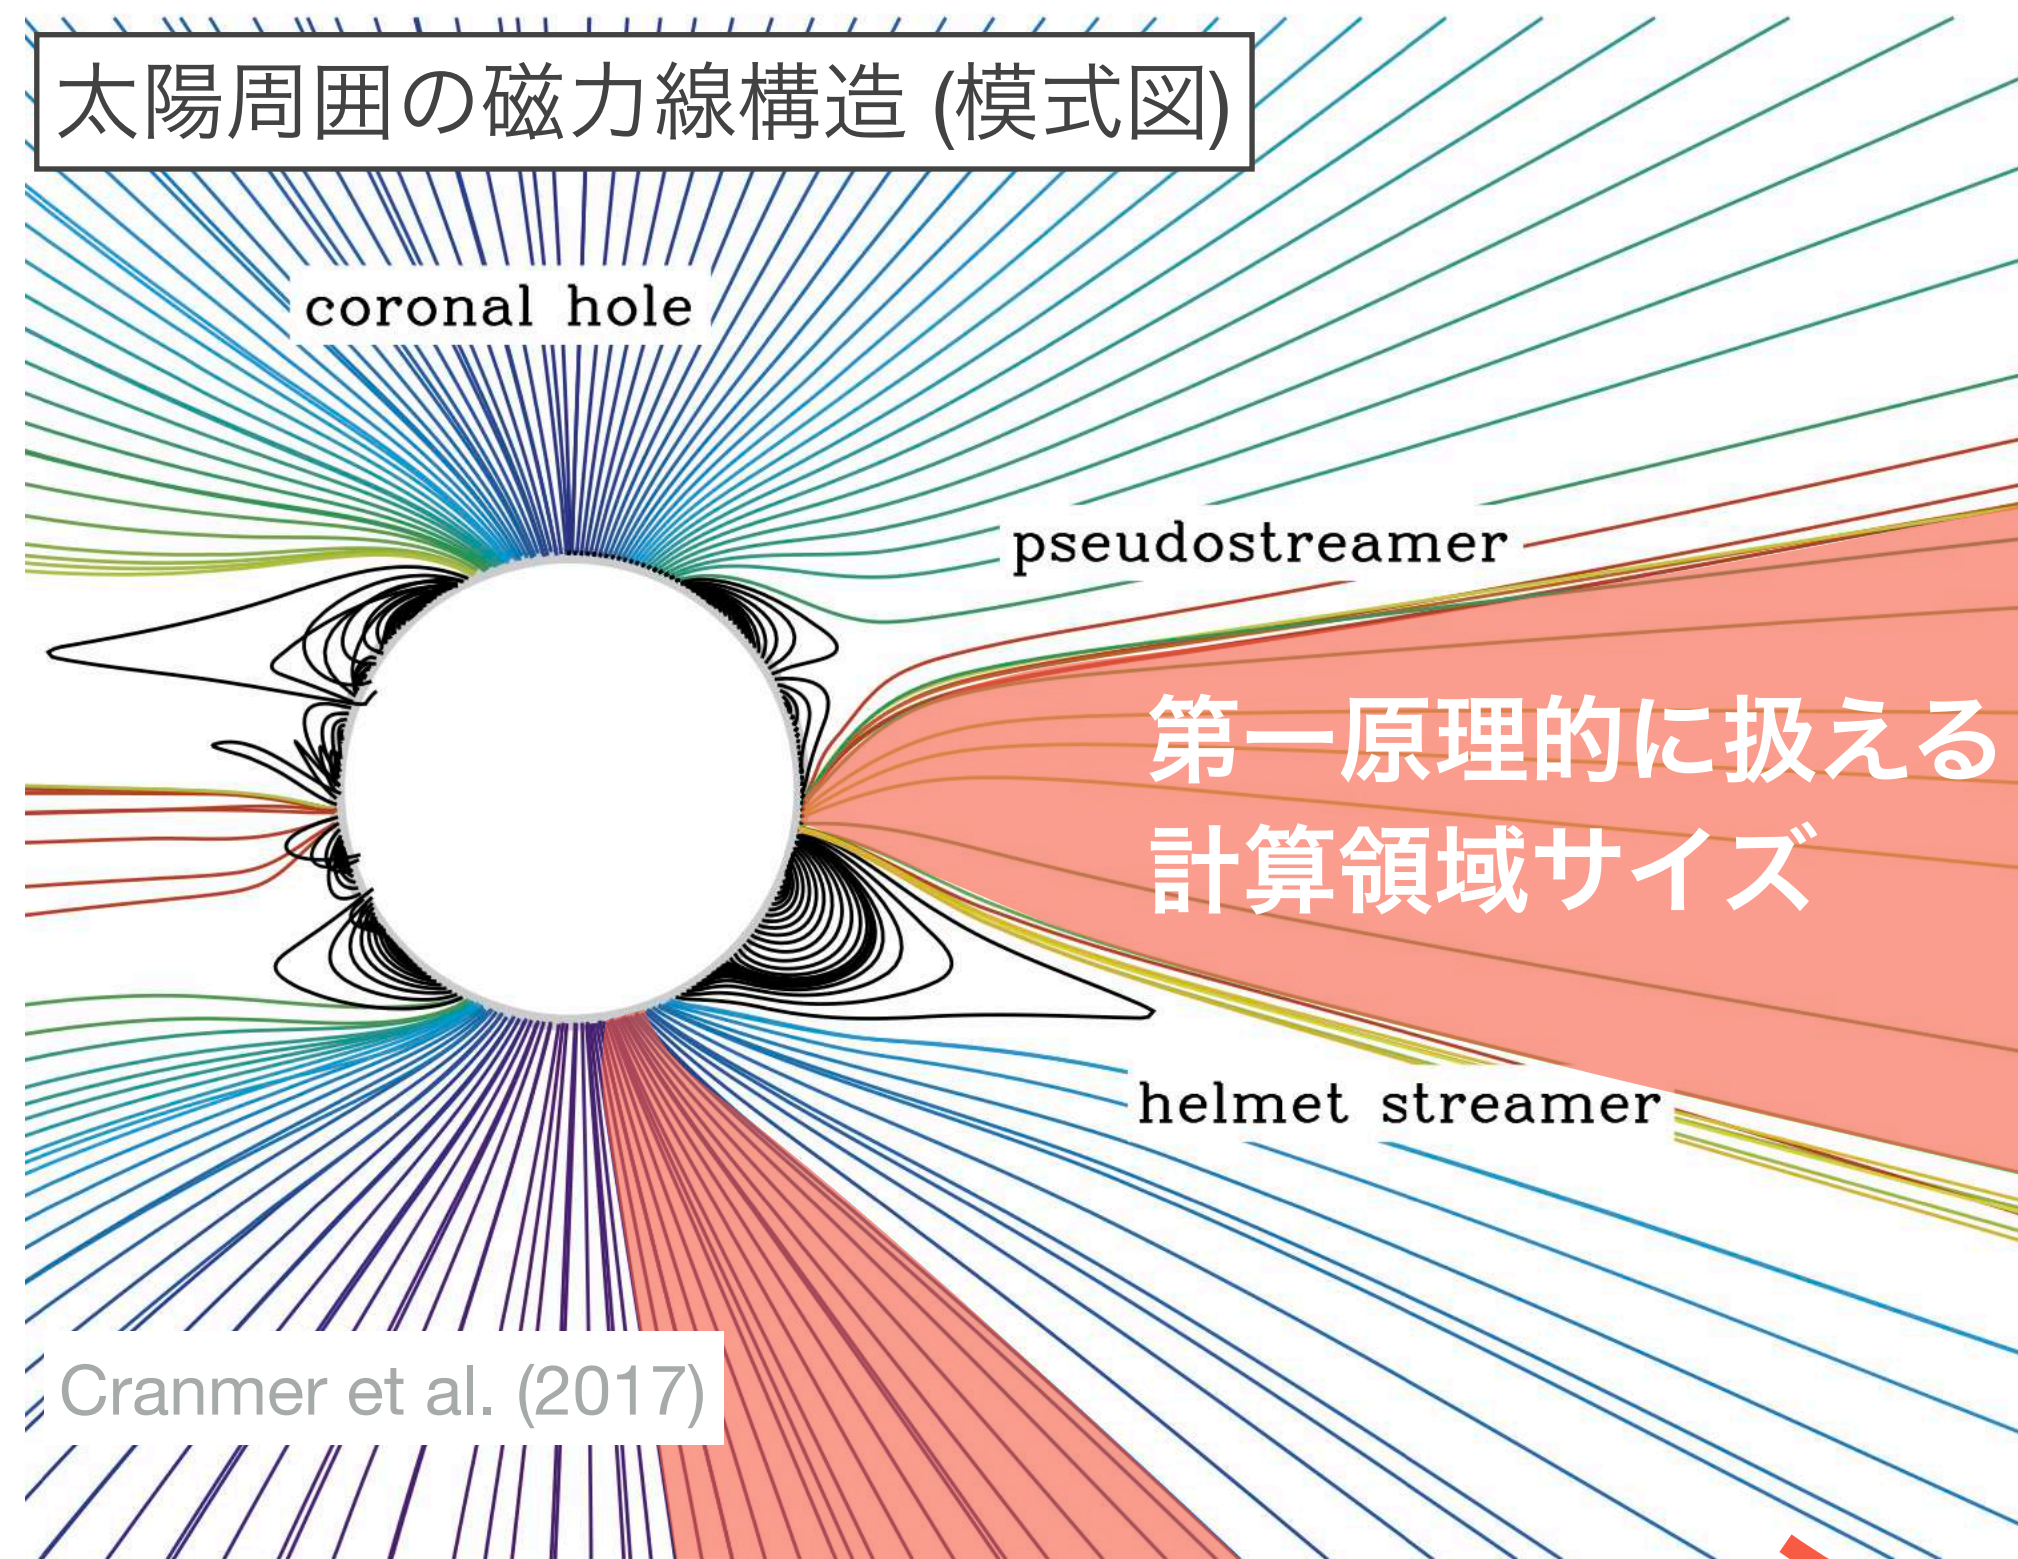 太陽周囲の磁力線構造 (模式図)
coronal hole
pseudostreamer
第一原理的に扱える
計算領域サイズ
helmet streamer
Cranmer et al. (2017)